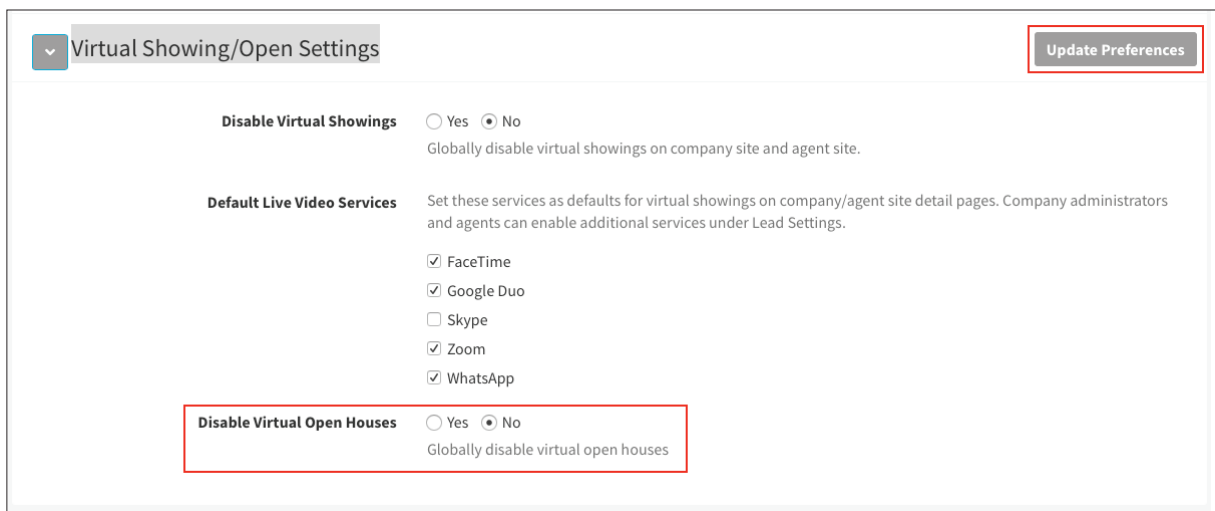 Virtual Showing/Open Settings
Update Preferences
Disable Virtual Showings
Yes No
Globally disable virtual showings on company site and agent site.
Default Live Video Services
Set these services as defaults for virtual showings on company/agent site detail pages. Company administrators
and agents can enable additional services under Lead Settings.
FaceTime
Google Duo
Skype
Zoom
WhatsApp
Disable Virtual Open Houses
Yes No
Globally disable virtual open houses